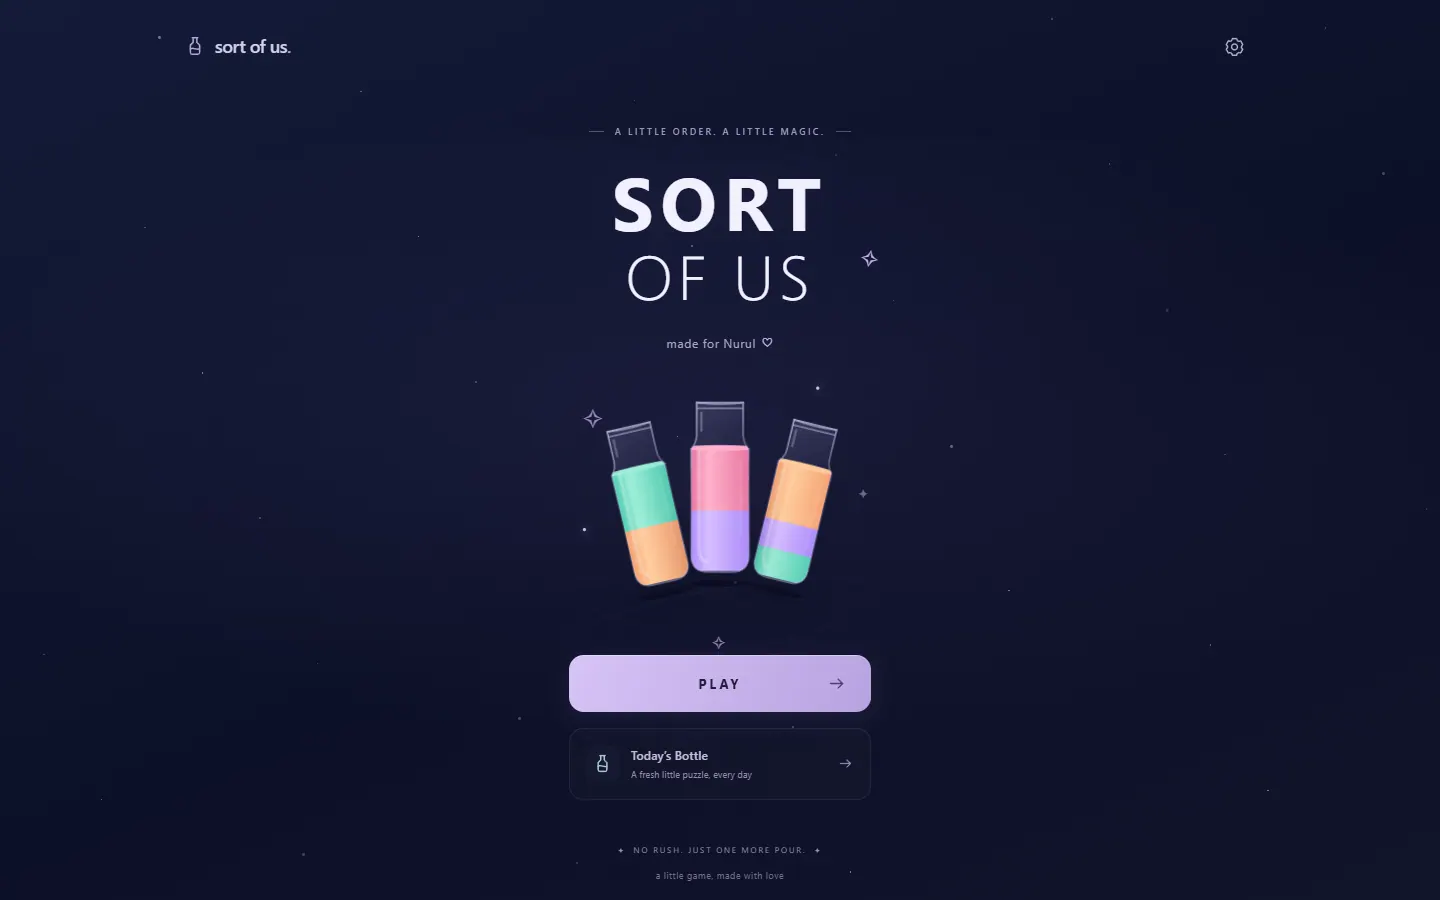 sort of us.
A LITTLE ORDER. A LITTLE MAGIC.
SORT
OF US
made for Nurul ♡
PLAY →
Today's Bottle
A fresh little puzzle, every day
→
✦ NO RUSH. JUST ONE MORE POUR. ✦
a little game, made with love